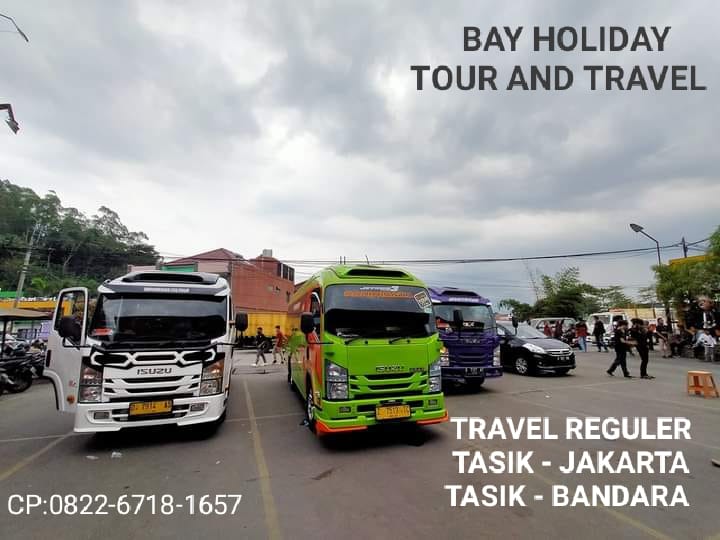 BAY HOLIDAY
TOUR AND TRAVEL
ISUZU
ISUZU
TRAVEL REGULER
TASIK - JAKARTA
TASIK - BANDARA
CP:0822-6718-1657